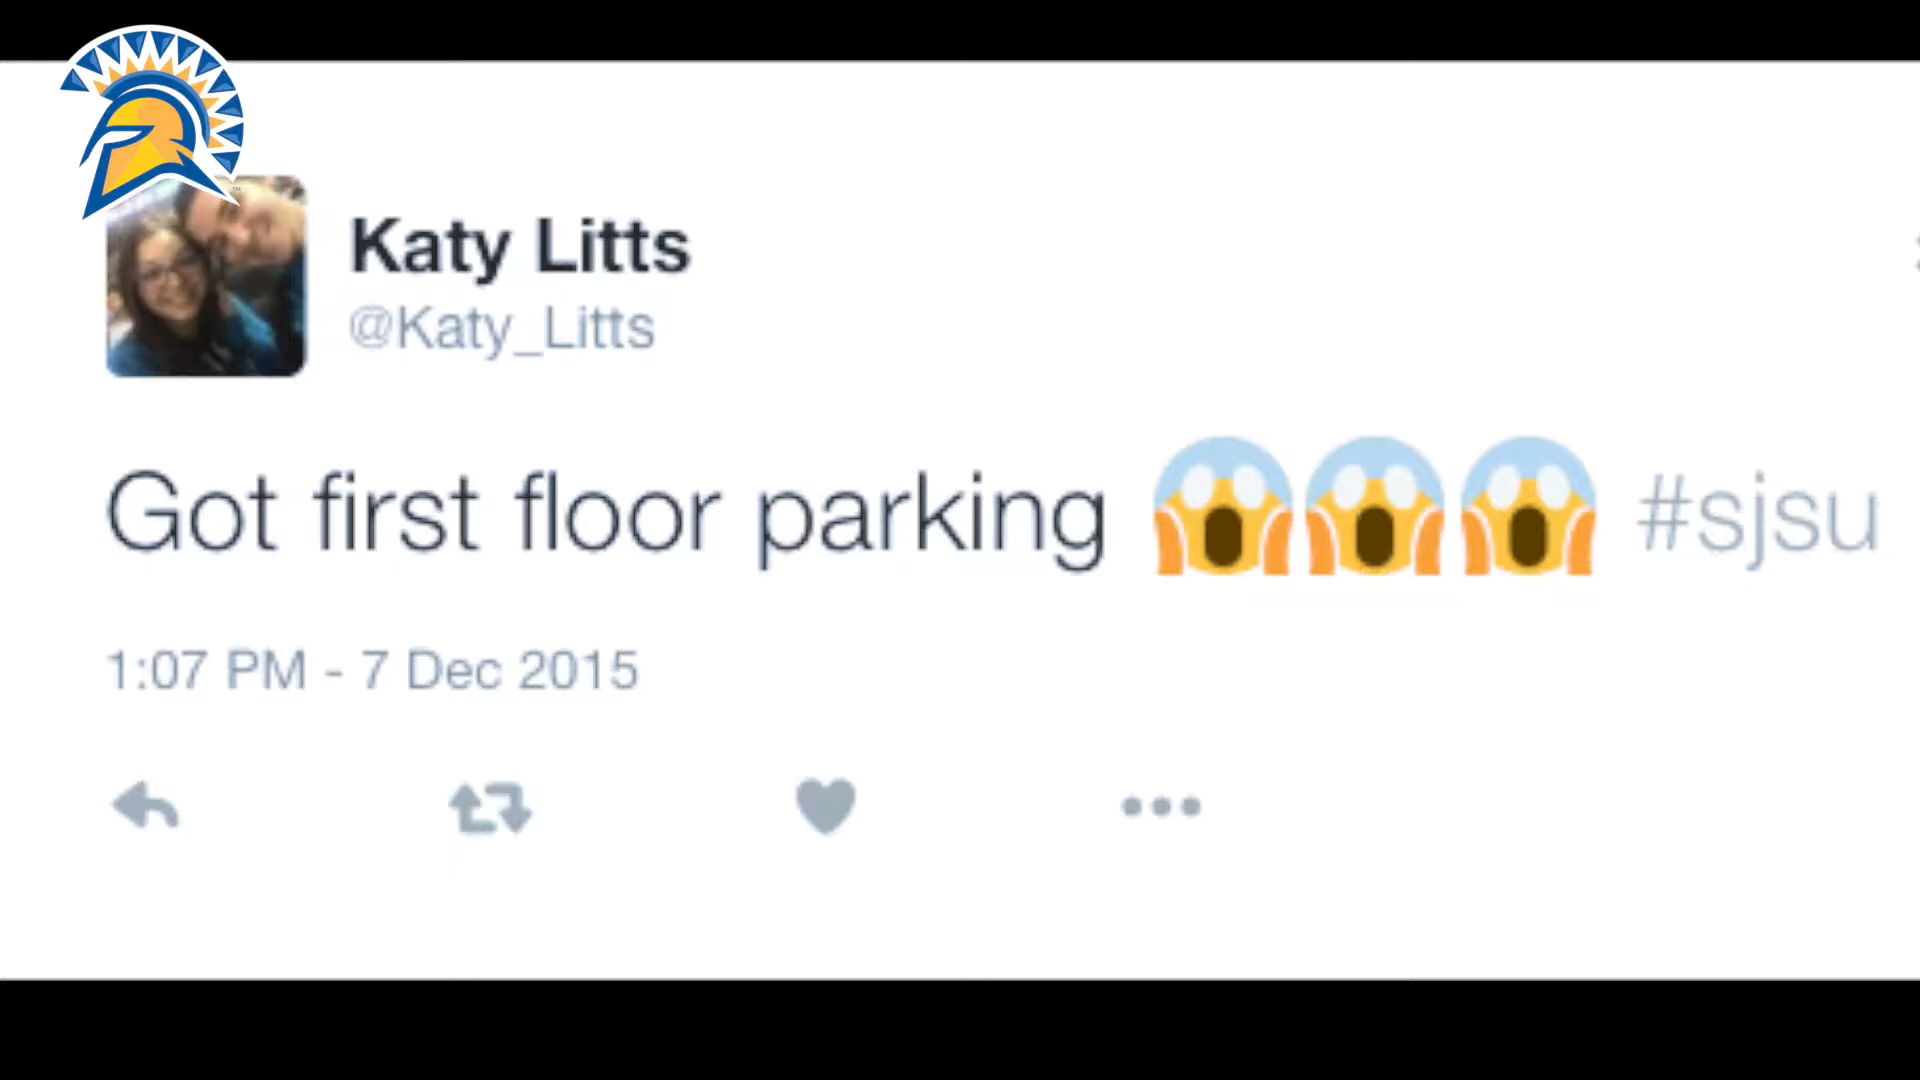 Katy Litts
@Katy_Litts
Got first floor parking 😱😱😱 #sjsu
1:07 PM - 7 Dec 2015